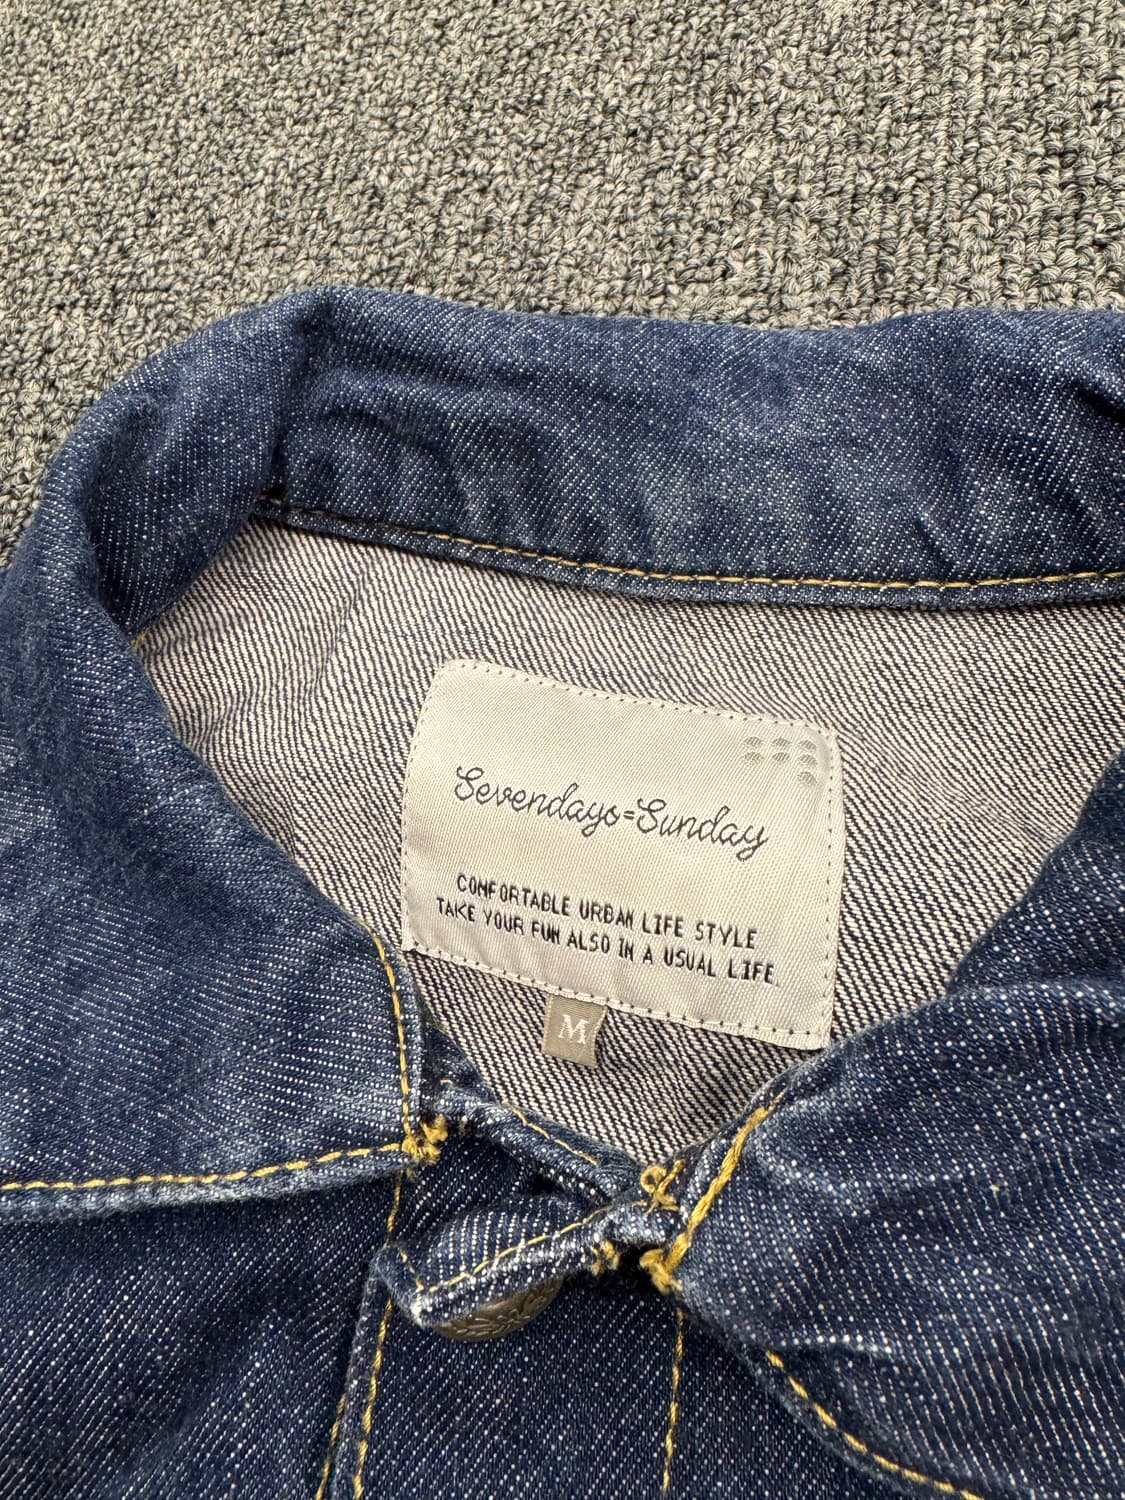 Sevendays=Sunday
COMFORTABLE URBAN LIFE STYLE
TAKE YOUR FUN ALSO IN A USUAL LIFE.
M